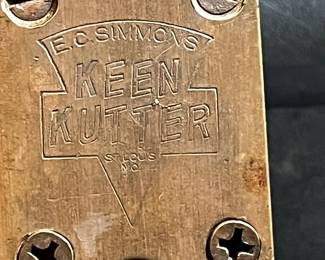 E.C. SIMMONS
KEEN
KUTTER
ST. LOUIS
MO.